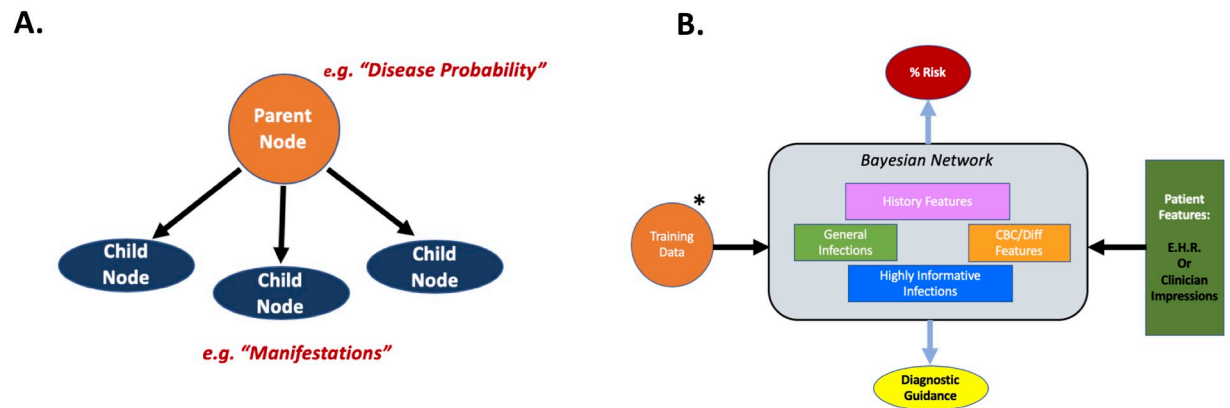 A.
e.g. “Disease Probability”
Parent
Node
Child
Node
Child
Node
Child
Node
e.g. “Manifestations”
B.
% Risk
Bayesian Network
History Features
General
Infections
CBC/Diff
Features
Highly Informative
Infections
Training
Data
*
Patient
Features:
E.H.R.
Or
Clinician
Impressions
Diagnostic
Guidance